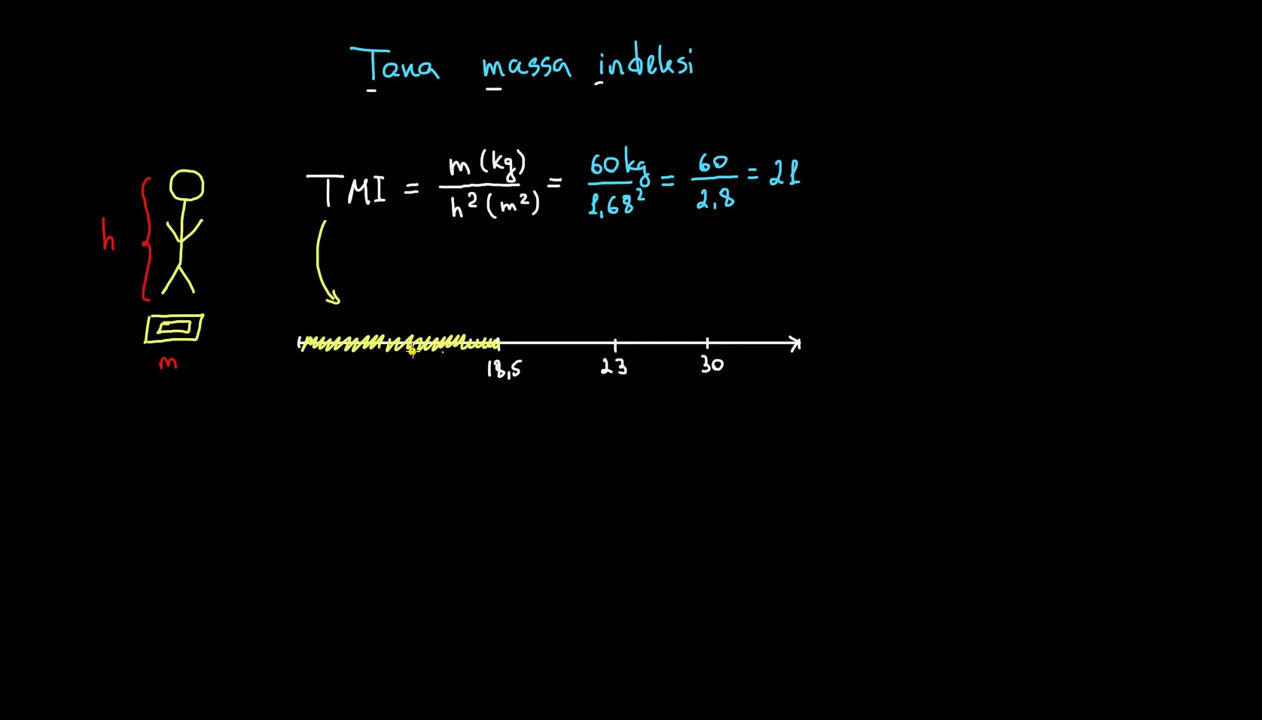 Tana massa indeksi
TMI = m (kg) / h² (m²) = 60kg / 1,68² = 60 / 2,8 = 21
h
m
18,5 23 30